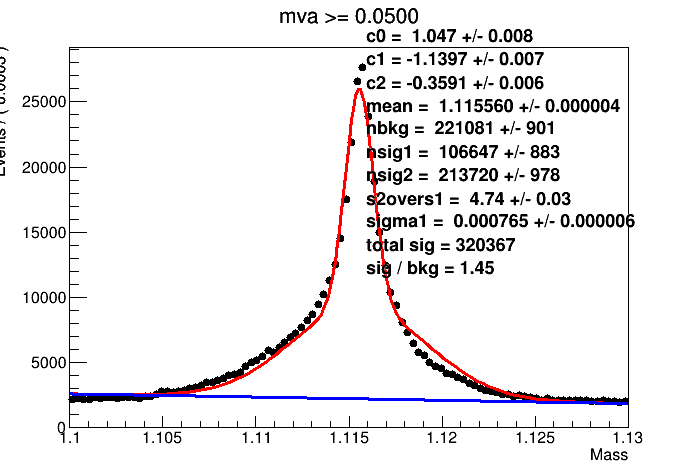 mva >= 0.0500
c0 = 1.047 +/- 0.008
c1 = -1.1397 +/- 0.007
c2 = -0.3591 +/- 0.006
mean = 1.115560 +/- 0.000004
nbkg = 221081 +/- 901
nsig1 = 106647 +/- 883
nsig2 = 213720 +/- 978
s2overs1 = 4.74 +/- 0.03
sigma1 = 0.000765 +/- 0.000006
total sig = 320367
sig / bkg = 1.45
25000
20000
15000
10000
5000
0
1.1 1.105 1.11 1.115 1.12 1.125 1.13
Mass